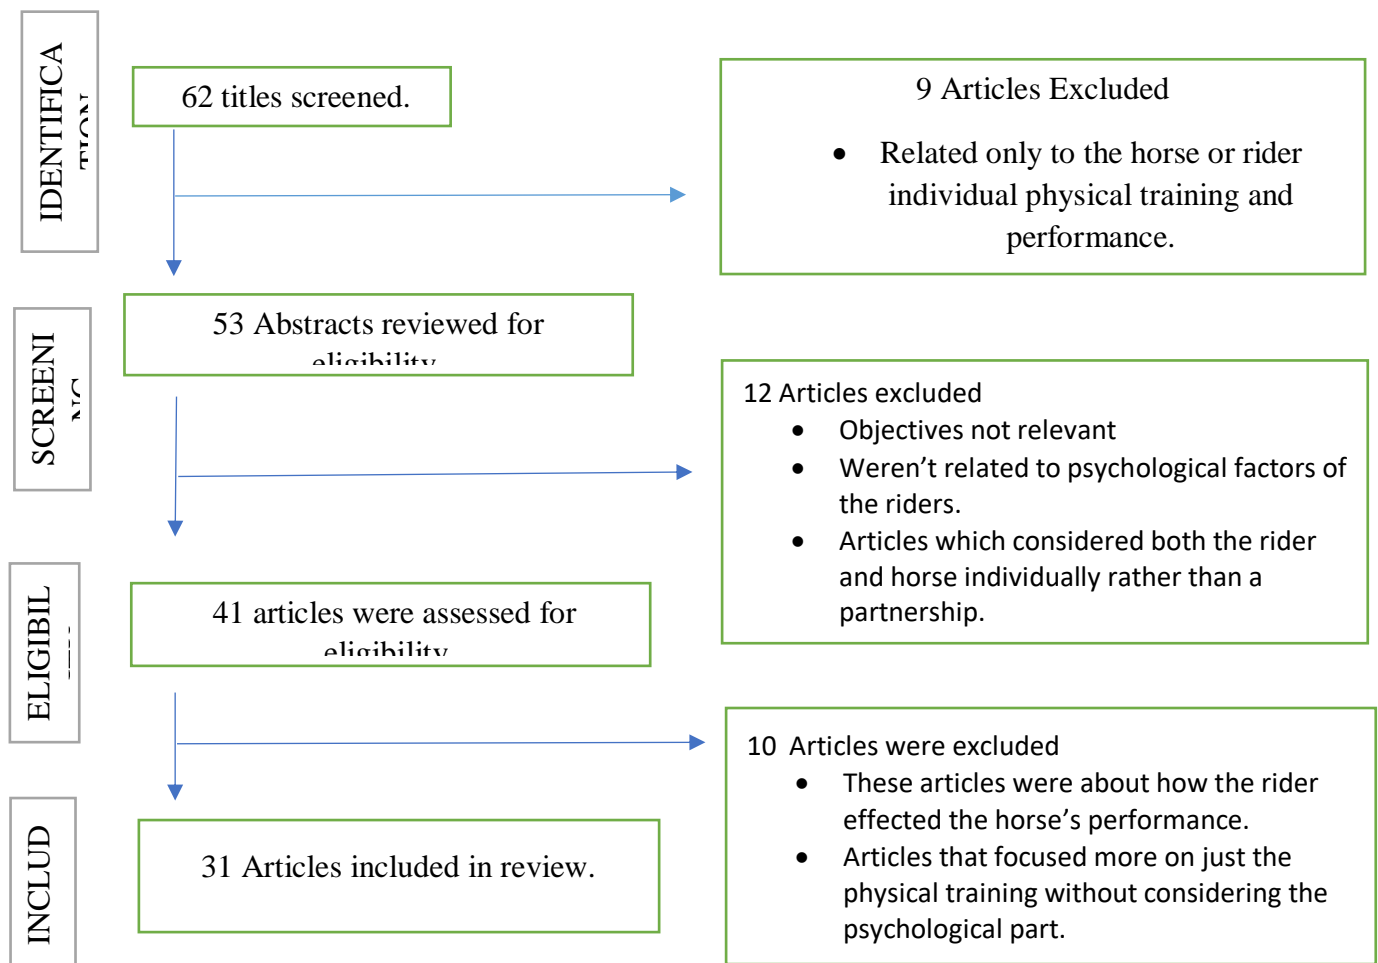 IDENTIFICA
TION
62 titles screened.
9 Articles Excluded
• Related only to the horse or rider
individual physical training and
performance.
SCREENI
NG
53 Abstracts reviewed for
eligibility
12 Articles excluded
• Objectives not relevant
• Weren’t related to psychological factors of
the riders.
• Articles which considered both the rider
and horse individually rather than a
partnership.
ELIGIBIL
41 articles were assessed for
eligibility
10 Articles were excluded
• These articles were about how the rider
effected the horse’s performance.
• Articles that focused more on just the
physical training without considering the
psychological part.
INCLUD
31 Articles included in review.